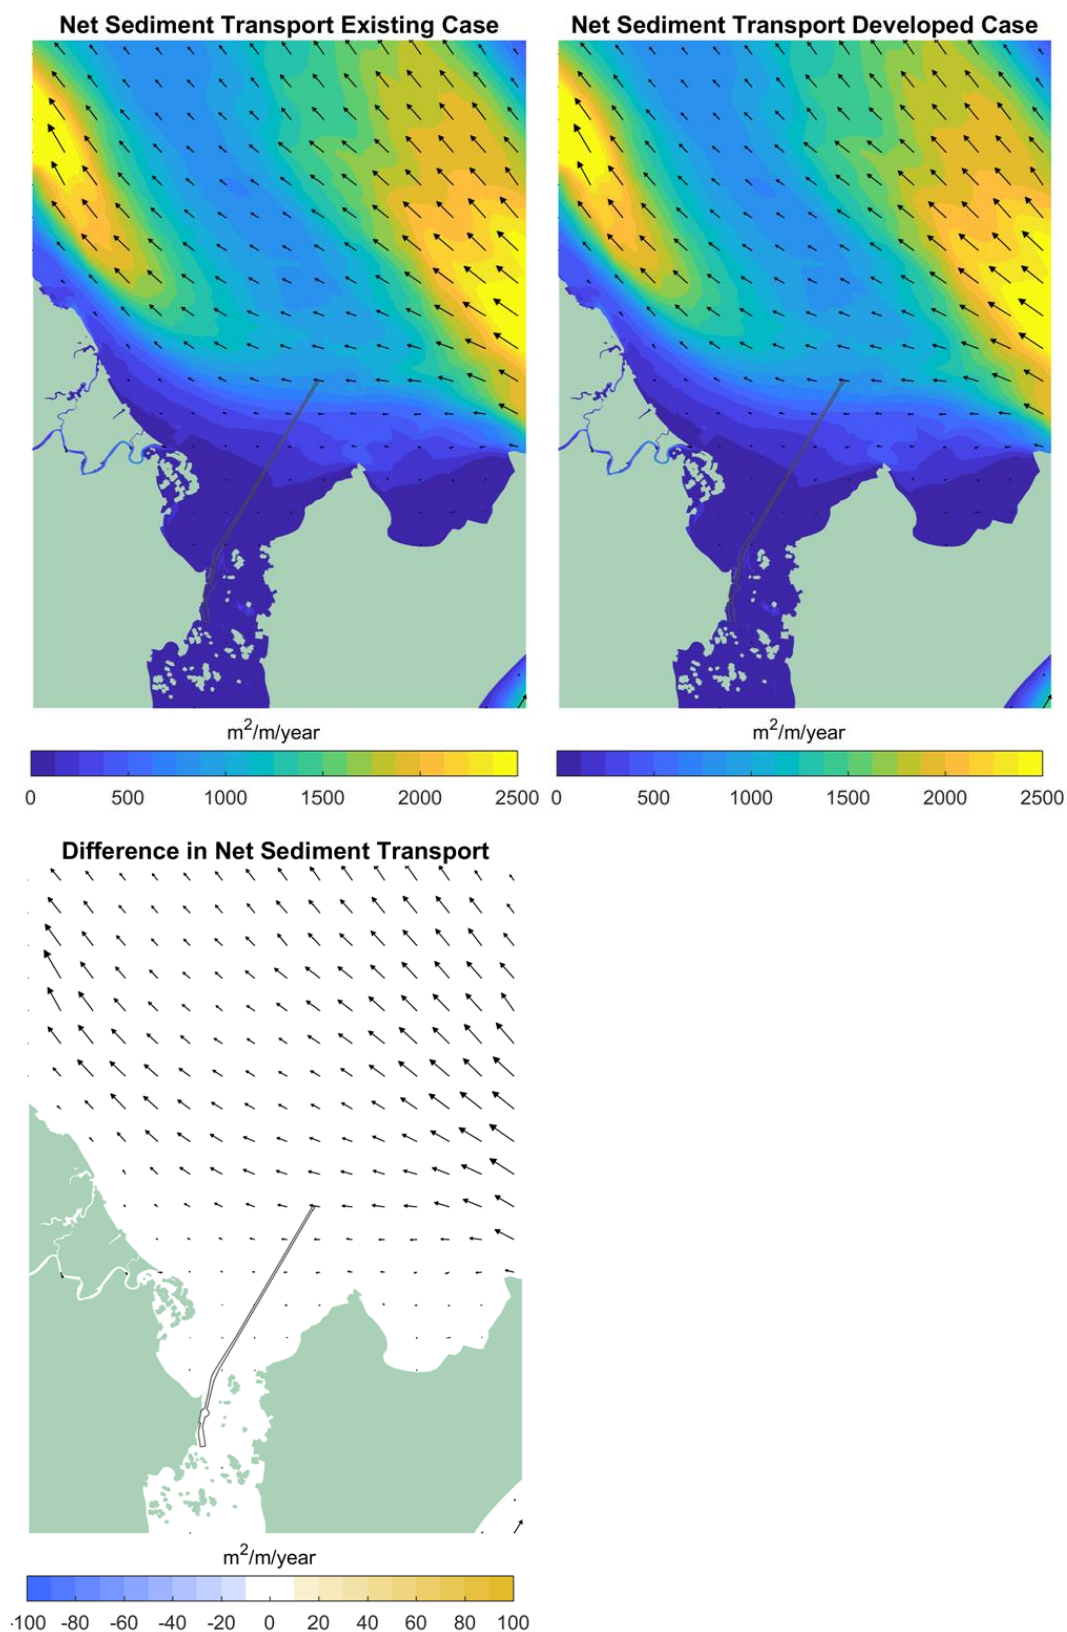 Net Sediment Transport Existing Case
Net Sediment Transport Developed Case
m²/m/year
m²/m/year
0 500 1000 1500 2000 2500
0 500 1000 1500 2000 2500
Difference in Net Sediment Transport
m²/m/year
-100 -80 -60 -40 -20 0 20 40 60 80 100